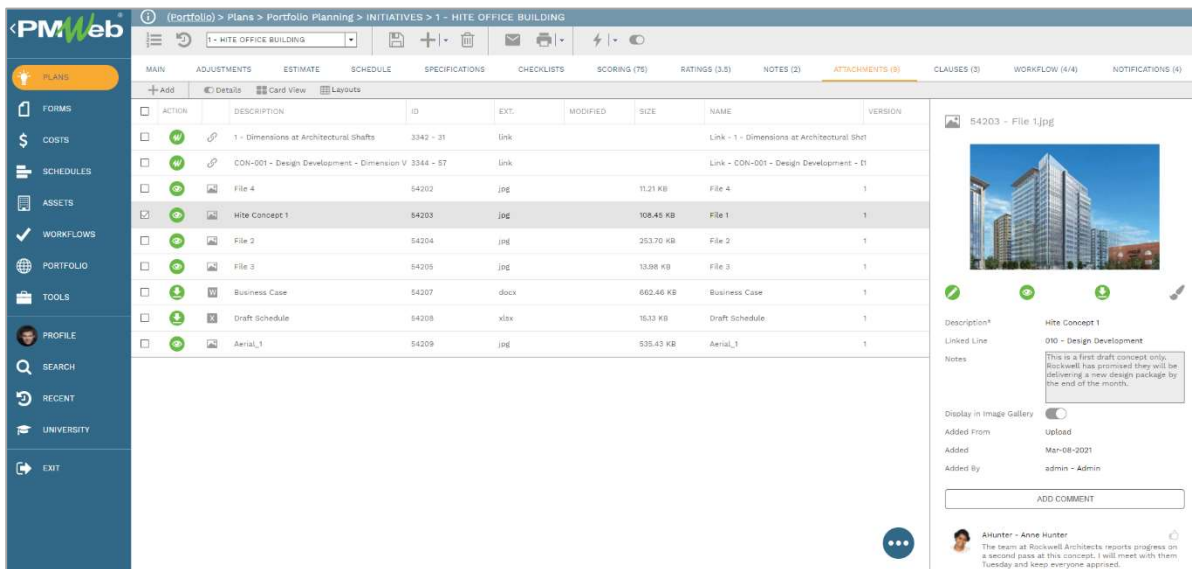 PMWeb
(Portfolio) > Plans > Portfolio Planning > INITIATIVES > 1 - HITE OFFICE BUILDING
1 - HITE OFFICE BUILDING
PLANS
FORMS
COSTS
SCHEDULES
ASSETS
WORKFLOWS
PORTFOLIO
TOOLS
PROFILE
SEARCH
RECENT
UNIVERSITY
EXIT
MAIN ADJUSTMENTS ESTIMATE SCHEDULE SPECIFICATIONS CHECKLISTS SCORING (75) RATINGS (3.5) NOTES (2) ATTACHMENTS (9) CLAUSES (3) WORKFLOW (4/4) NOTIFICATIONS (4)
Add Details Card View Layouts
ACTION DESCRIPTION ID EXT. MODIFIED SIZE NAME VERSION
1 - Dimensions at Architectural Shafts 3342 - 31 link Link - 1 - Dimensions at Architectural Sha 1
CON-001 - Design Development - Dimension V 3344 - 57 link Link - CON-001 - Design Development - D 1
File 4 54202 jpg 11.21 KB File 4 1
Hite Concept 1 54203 jpg 108.45 KB File 1 1
File 2 54204 jpg 253.70 KB File 2 1
File 3 54205 jpg 13.98 KB File 3 1
W Business Case 54207 docx 662.46 KB Business Case 1
X Draft Schedule 54208 xlsx 15.13 KB Draft Schedule 1
Aerial_1 54209 jpg 535.43 KB Aerial_1 1
54203 - File 1.jpg
Description* Hite Concept 1
Linked Line 010 - Design Development
Notes This is a first draft concept only.
Rockwell has promised they will be
delivering a new design package by
the end of the month.
Display in Image Gallery
Added From Upload
Added Mar-08-2021
Added By admin - Admin
ADD COMMENT
AHunter - Anne Hunter
The team at Rockwell Architects reports progress on
a second pass at this concept. I will meet with them
Tuesday and keep everyone apprised.